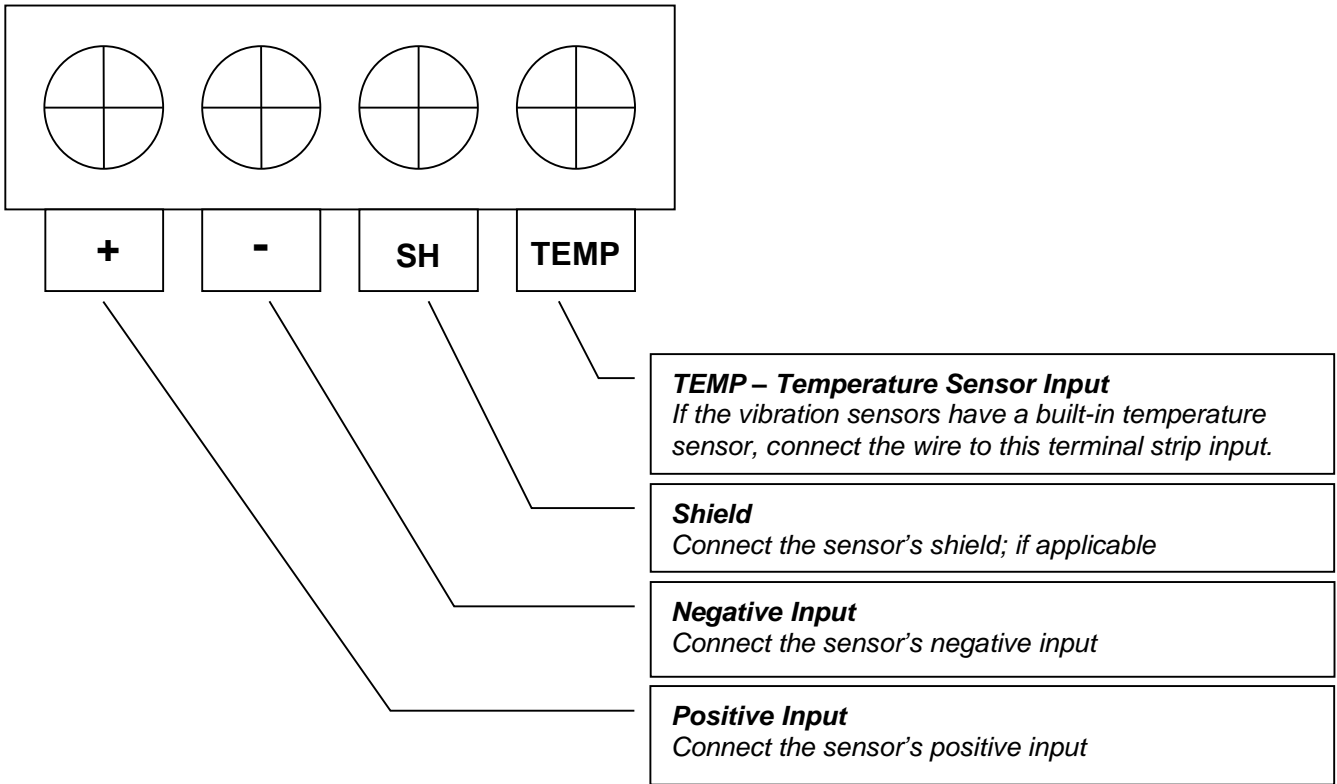 + - SH TEMP
TEMP – Temperature Sensor Input
If the vibration sensors have a built-in temperature
sensor, connect the wire to this terminal strip input.
Shield
Connect the sensor’s shield; if applicable
Negative Input
Connect the sensor’s negative input
Positive Input
Connect the sensor’s positive input